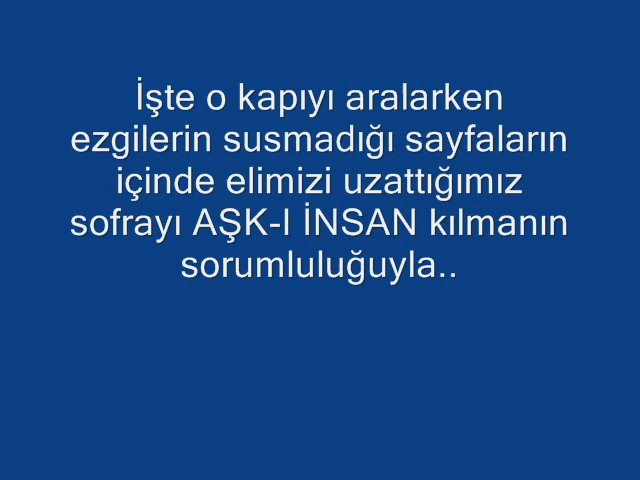 İşte o kapıyı aralarken
ezgilerin susmadığı sayfaların
içinde elimizi uzattığımız
sofrayı AŞK-I İNSAN kılmanın
sorumluluğuyla..